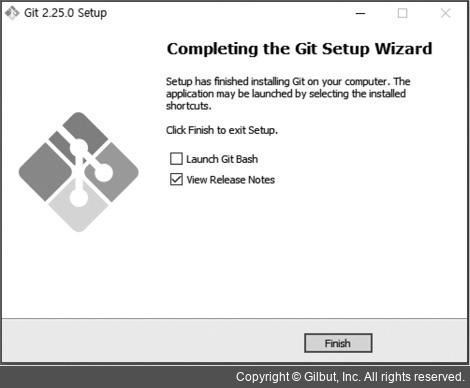 Git 2.25.0 Setup
Completing the Git Setup Wizard
Setup has finished installing Git on your computer. The
application may be launched by selecting the installed
shortcuts.
Click Finish to exit Setup.
Launch Git Bash
View Release Notes
Finish
Copyright © Gilbut, Inc. All rights reserved.